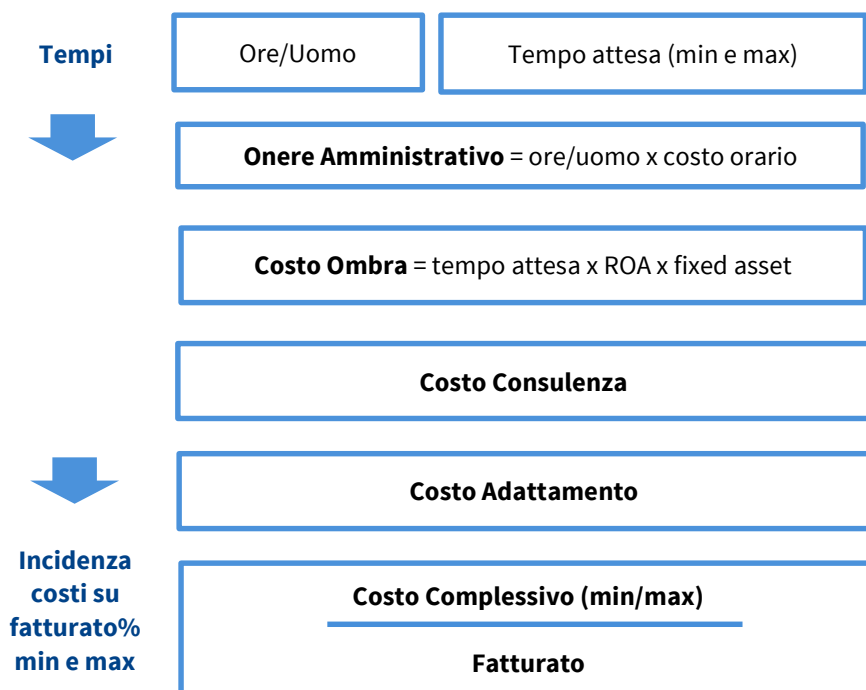 Tempi
Ore/Uomo
Tempo attesa (min e max)
Onere Amministrativo = ore/uomo x costo orario
Costo Ombra = tempo attesa x ROA x fixed asset
Costo Consulenza
Costo Adattamento
Incidenza
costi su
fatturato%
min e max
Costo Complessivo (min/max)
Fatturato